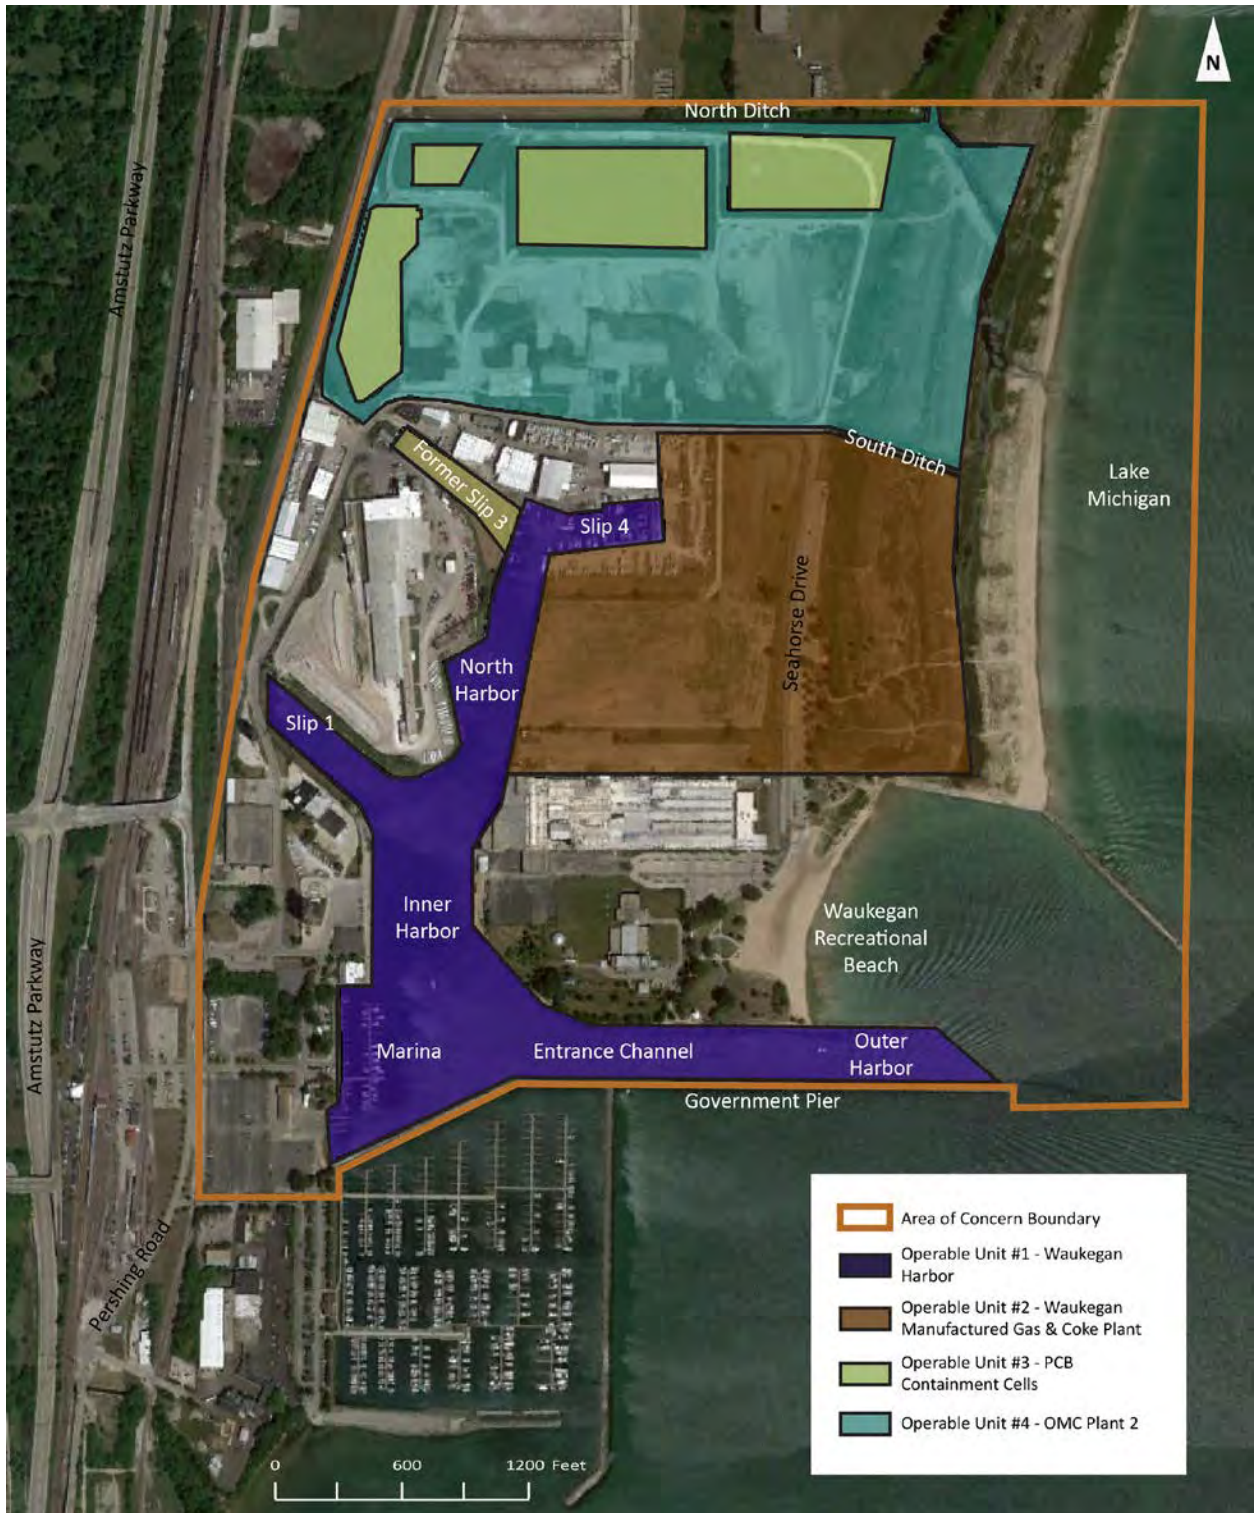 N
North Ditch
Amstutz Parkway
South Ditch
Lake
Michigan
Former Slip 3
Slip 4
Seahorse Drive
North
Harbor
Slip 1
Inner
Harbor
Waukegan
Recreational
Beach
Amstutz Parkway
Marina
Entrance Channel
Outer
Harbor
Government Pier
Pershing Road
Area of Concern Boundary
Operable Unit #1 - Waukegan
Harbor
Operable Unit #2 - Waukegan
Manufactured Gas & Coke Plant
Operable Unit #3 - PCB
Containment Cells
Operable Unit #4 - OMC Plant 2
0 600 1200 Feet